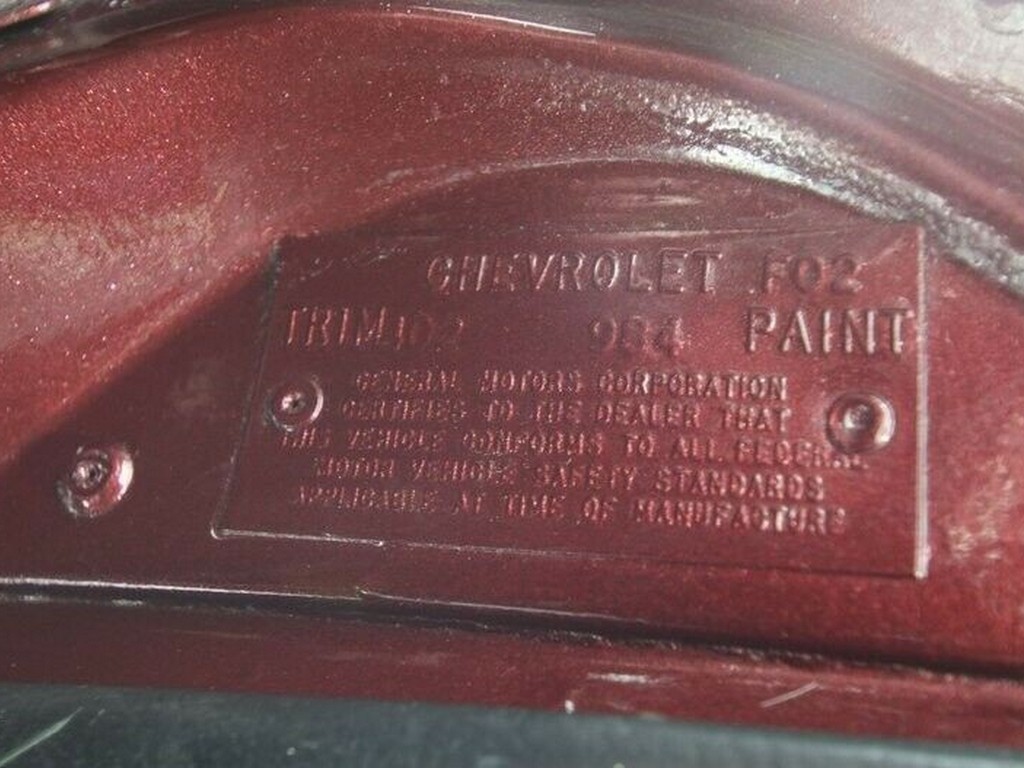 CHEVROLET FO2
TRIM 402 984 PAINT
GENERAL MOTORS CORPORATION
CERTIFIES TO THE DEALER THAT
THIS VEHICLE CONFORMS TO ALL FEDERAL
MOTOR VEHICLE SAFETY STANDARDS
APPLICABLE AT TIME OF MANUFACTURE